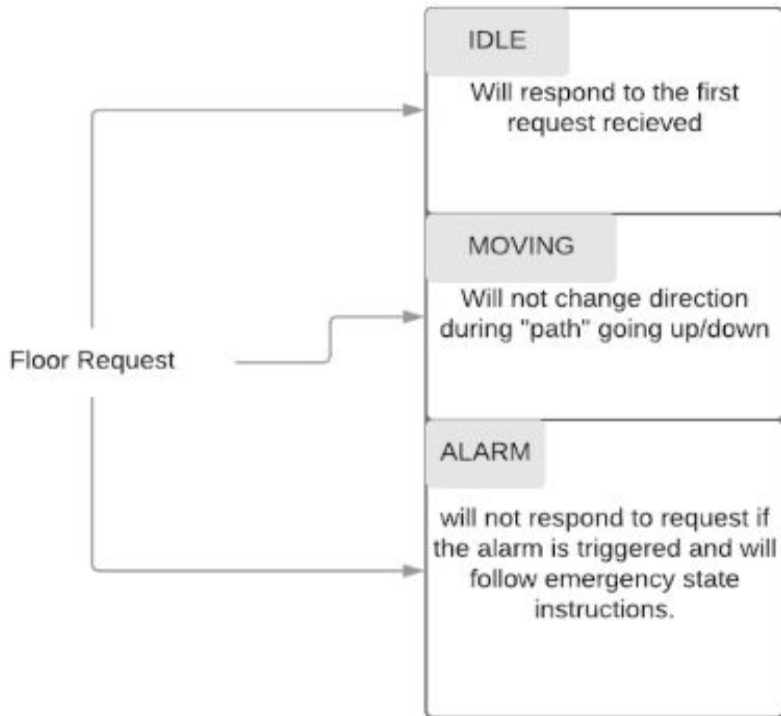 IDLE
Will respond to the first
request recieved
MOVING
Will not change direction
during "path" going up/down
Floor Request
ALARM
will not respond to request if
the alarm is triggered and will
follow emergency state
instructions.